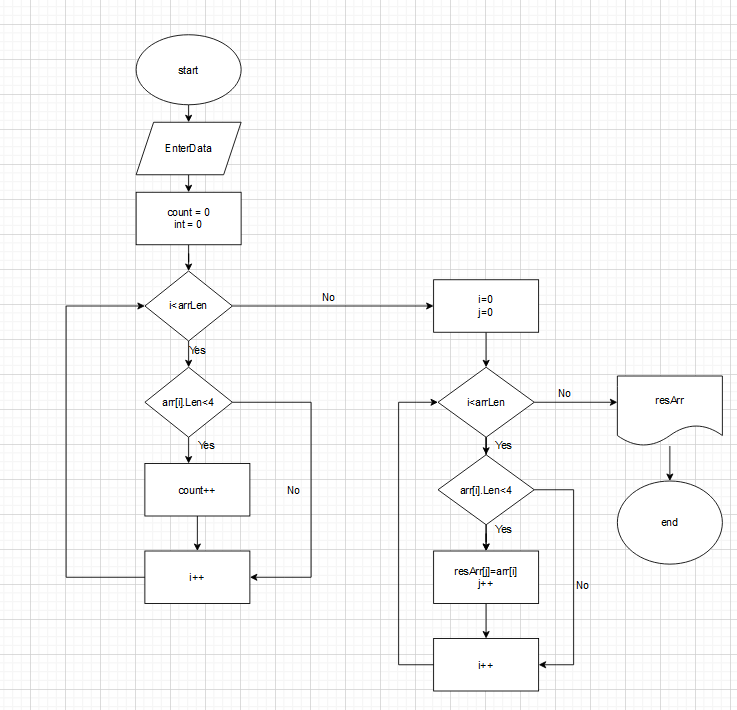 start
EnterData
count = 0
int = 0
i<arrLen
Yes
arr[i].Len<4
Yes
count++
No
i++
No
i=0
j=0
i<arrLen
Yes
arr[i].Len<4
Yes
resArr[j]=arr[i]
j++
No
i++
No
resArr
end